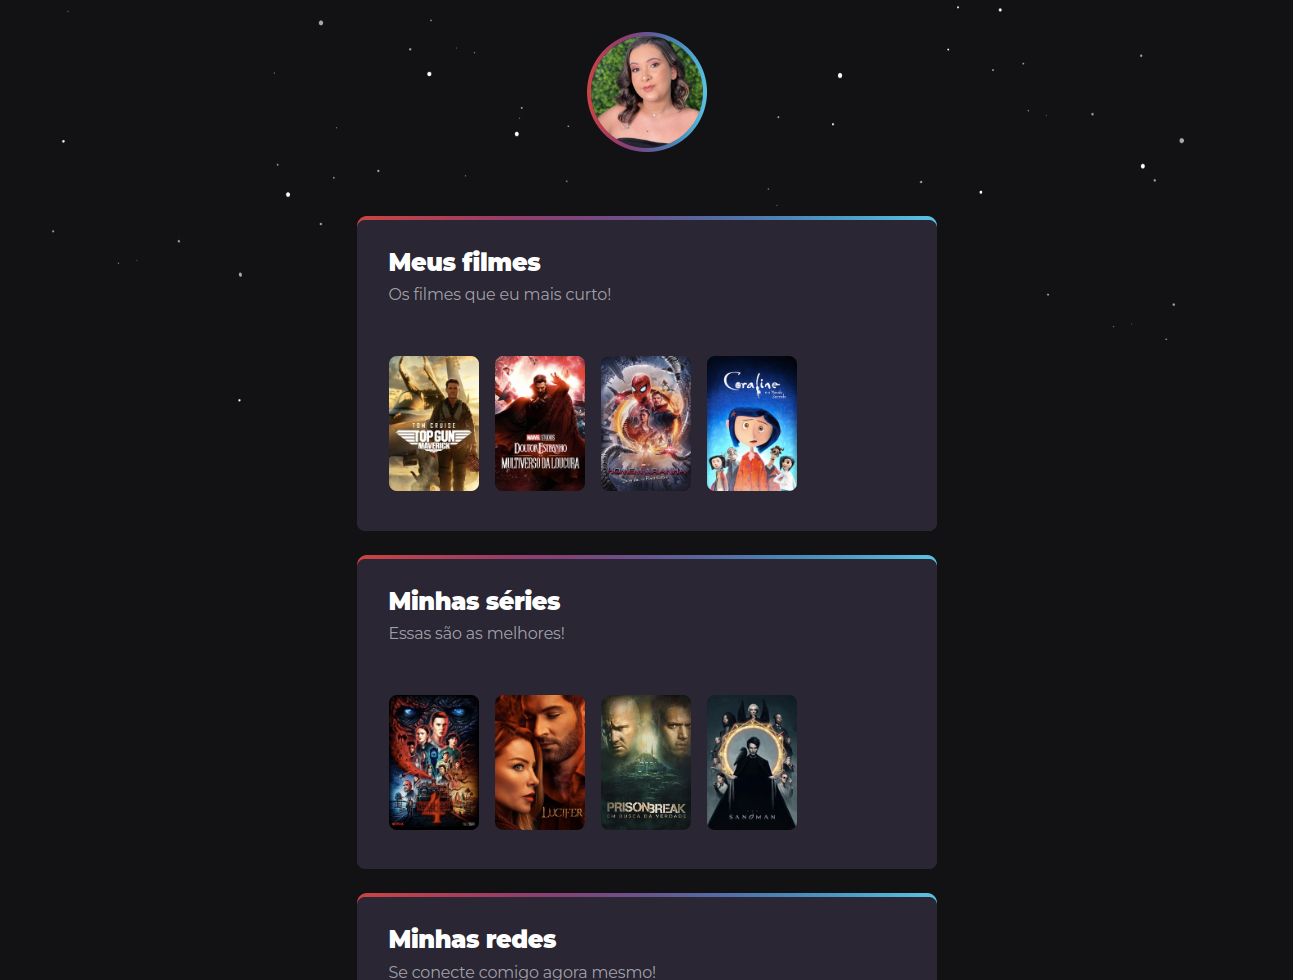 Meus filmes
Os filmes que eu mais curto!
TOM CRUISE
TOP GUN
MAVERICK
Coraline
MARVEL STUDIOS
DOUTOR ESTRANHO
MULTIVERSO DA LOUCURA
HOMEM-ARANHA
Minhas séries
Essas são as melhores!
4
LUCIFER
PRISON BREAK
EM BUSCA DA VERDADE
SANDMAN
Minhas redes
Se conecte comigo agora mesmo!